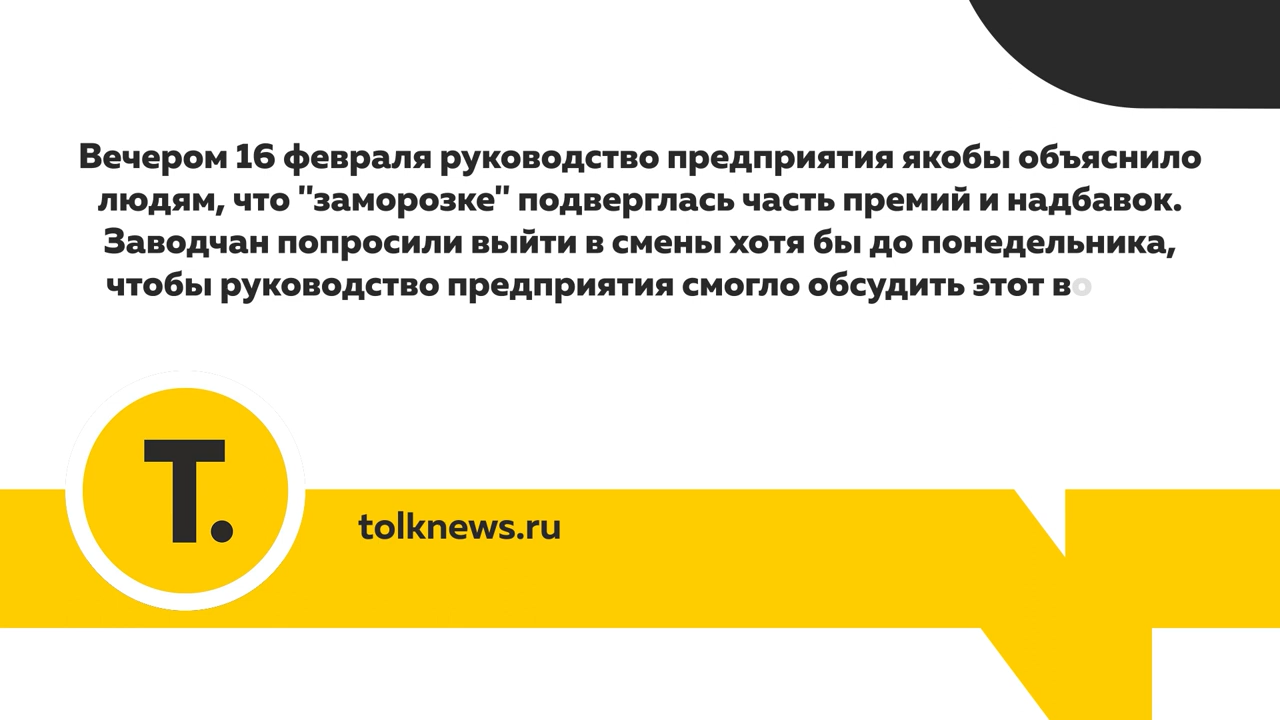 Вечером 16 февраля руководство предприятия якобы объяснило
людям, что "заморозке" подверглась часть премий и надбавок.
Заводчан попросили выйти в смены хотя бы до понедельника,
чтобы руководство предприятия смогло обсудить этот во
Т.
tolknews.ru